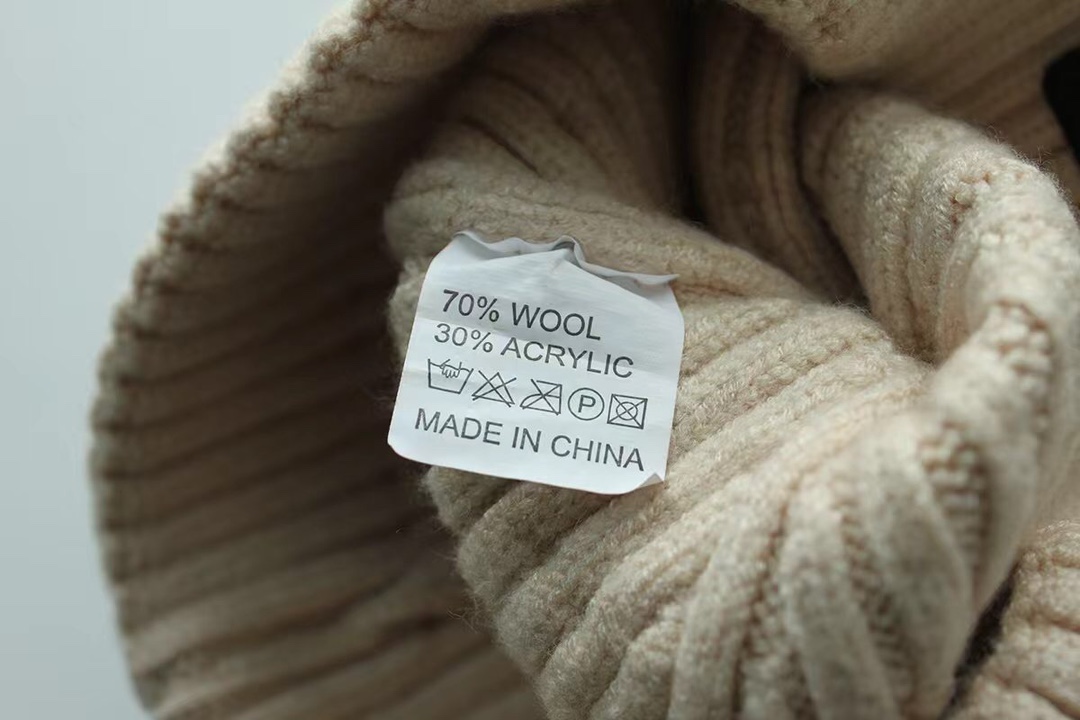 70% WOOL
30% ACRYLIC
P
MADE IN CHINA